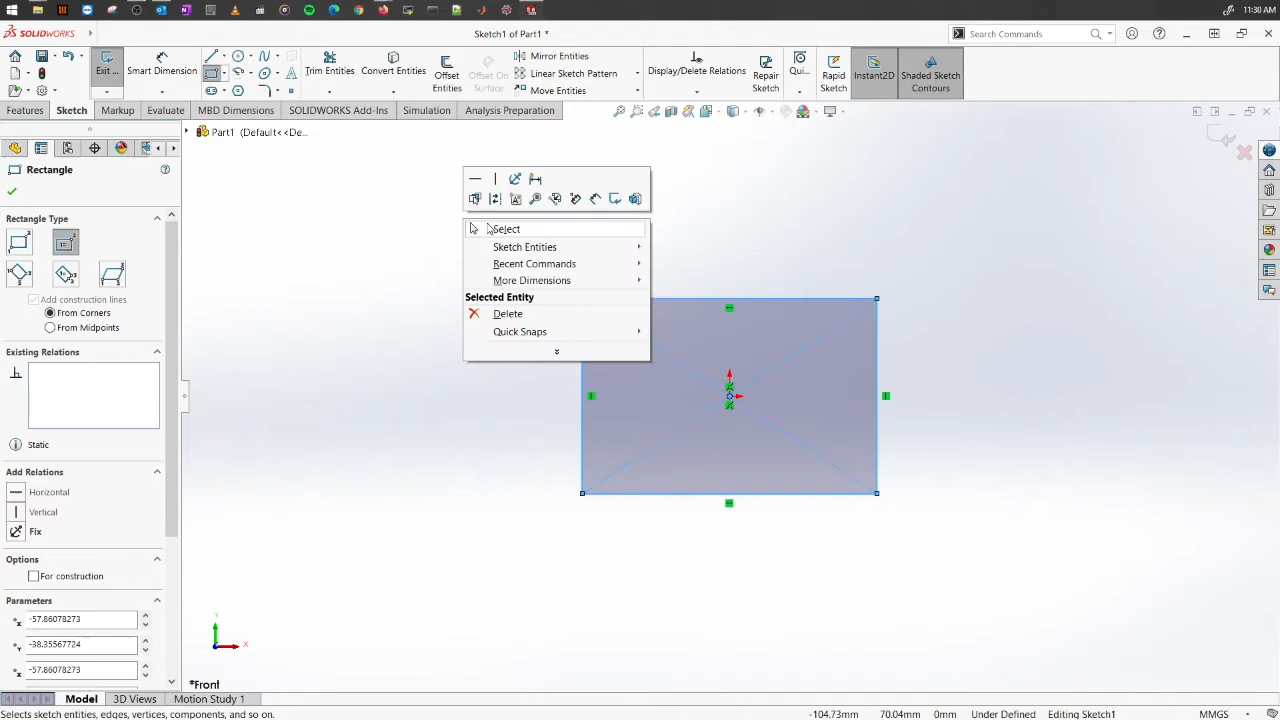 11:30 AM
SOLIDWORKS
Sketch1 of Part1 *
Search Commands
Exit ...
Smart Dimension
Trim Entities
Convert Entities
Offset Entities
Offset On Surface
Mirror Entities
Linear Sketch Pattern
Move Entities
Display/Delete Relations
Repair Sketch
Qui...
Rapid Sketch
Instant2D
Shaded Sketch Contours
Features
Sketch
Markup
Evaluate
MBD Dimensions
SOLIDWORKS Add-Ins
Simulation
Analysis Preparation
Part1 (Default<<De...
Rectangle
Rectangle Type
Add construction lines
From Corners
From Midpoints
Existing Relations
Static
Add Relations
Horizontal
Vertical
Fix
Options
For construction
Parameters
-57.86078273
-38.35567724
-57.86078273
Select
Sketch Entities
Recent Commands
More Dimensions
Selected Entity
Delete
Quick Snaps
Y
X
*Front
Model
3D Views
Motion Study 1
Selects sketch entities, edges, vertices, components, and so on.
-104.73mm
70.04mm
0mm
Under Defined
Editing Sketch1
MMGS